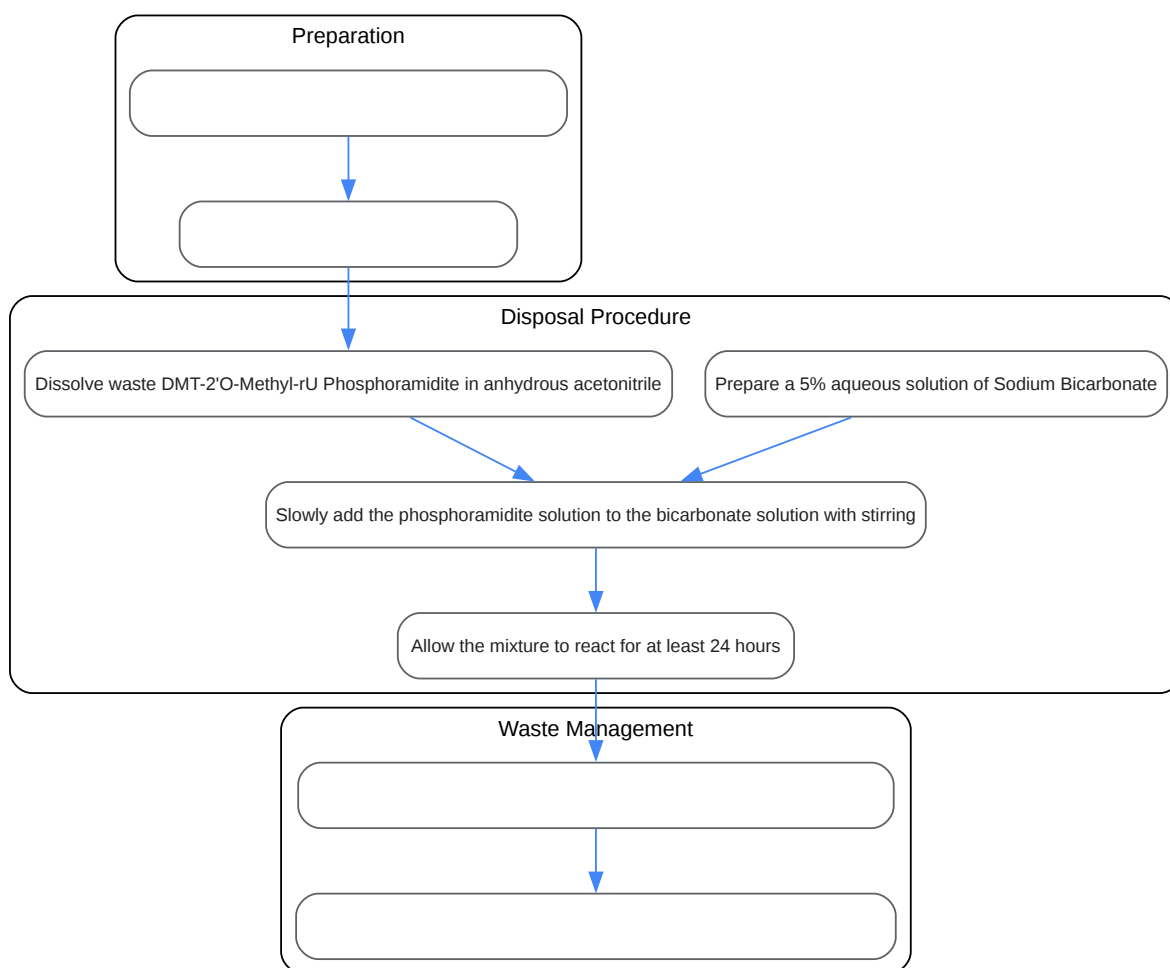 Preparation
Disposal Procedure
Dissolve waste DMT-2'O-Methyl-rU Phosphoramidite in anhydrous acetonitrile
Prepare a 5% aqueous solution of Sodium Bicarbonate
Slowly add the phosphoramidite solution to the bicarbonate solution with stirring
Allow the mixture to react for at least 24 hours
Waste Management